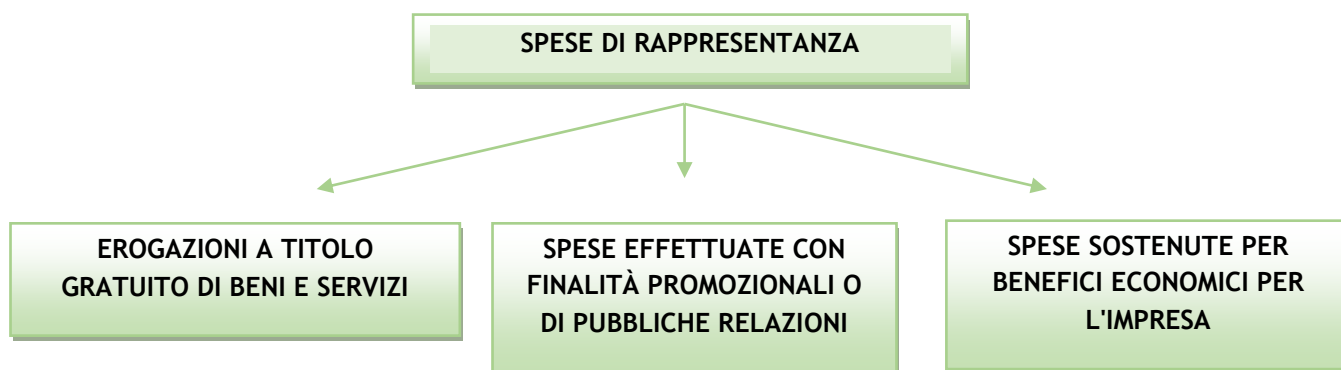 SPESE DI RAPPRESENTANZA
EROGAZIONI A TITOLO
GRATUITO DI BENI E SERVIZI
SPESE EFFETTUATE CON
FINALITÀ PROMOZIONALI O
DI PUBBLICHE RELAZIONI
SPESE SOSTENUTE PER
BENEFICI ECONOMICI PER
L'IMPRESA